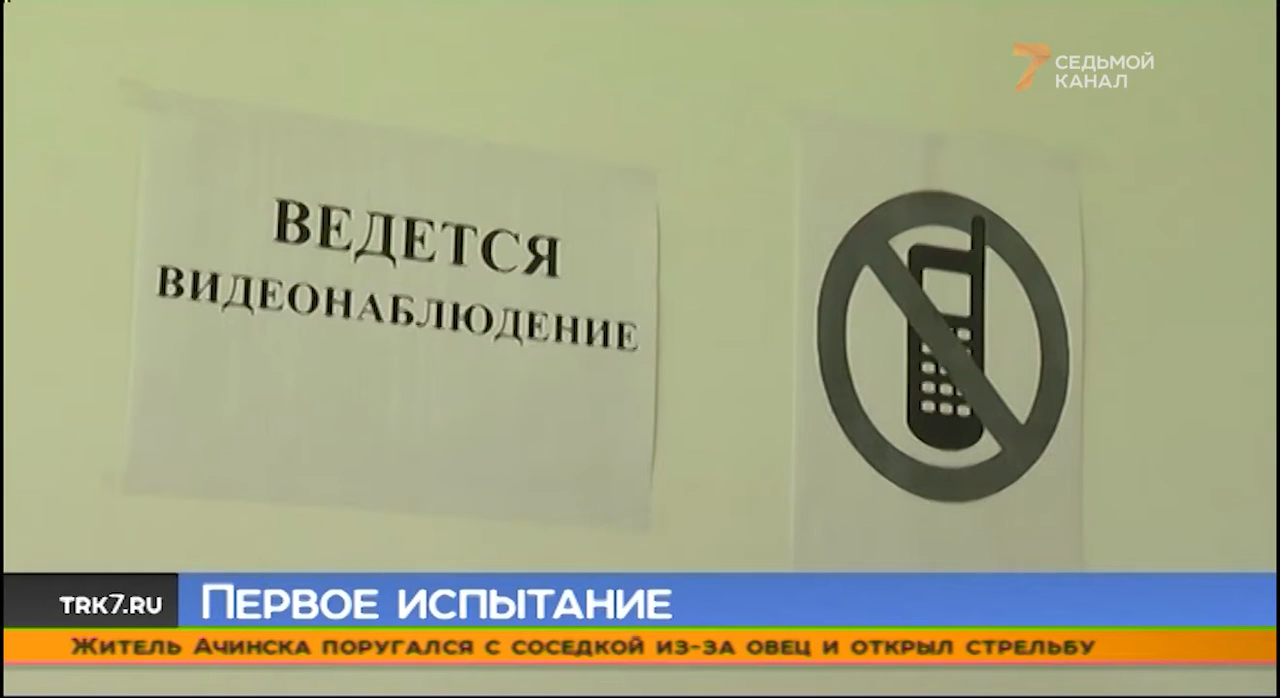 7 СЕДЬМОЙ
КАНАЛ
ВЕДЕТСЯ
ВИДЕОНАБЛЮДЕНИЕ
TRK7.RU
ПЕРВОЕ ИСПЫТАНИЕ
ЖИТЕЛЬ АЧИНСКА ПОРУГАЛСЯ С СОСЕДКОЙ ИЗ-ЗА ОВЕЦ И ОТКРЫЛ СТРЕЛЬБУ